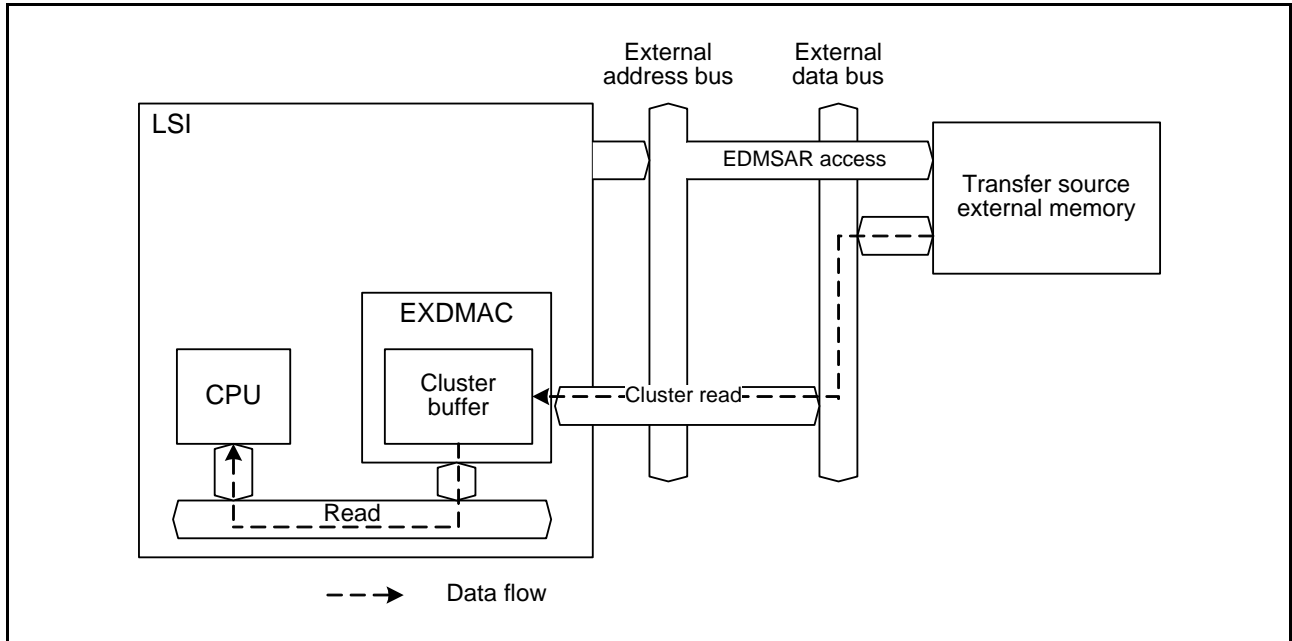 External
address bus
External
data bus
LSI
EDMSAR access
Transfer source
external memory
EXDMAC
CPU
Cluster
buffer
Cluster read
Read
Data flow